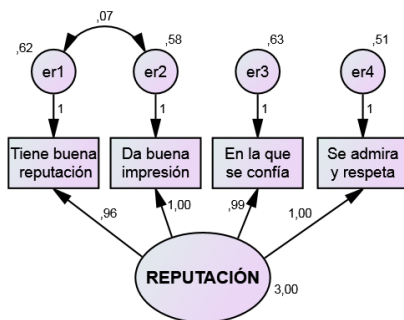 ,07
,62
,58
,63
,51
er1
er2
er3
er4
1
1
1
1
Tiene buena
reputación
Da buena
impresión
En la que
se confía
Se admira
y respeta
,96
1,00
,99
1,00
REPUTACIÓN
3,00